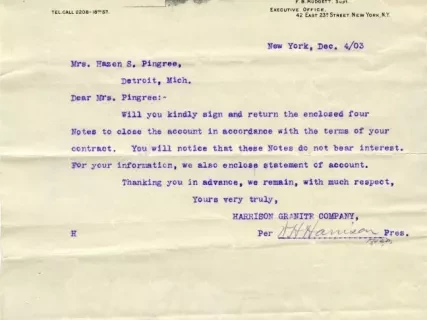 F. B. AUDGETT, Supt.
TEL. CALL 2208-18TH ST.
EXECUTIVE OFFICE,
42 EAST 23D STREET, NEW YORK, N.Y.
New York, Dec. 4/03
Mrs. Hazen S. Pingree,
Detroit, Mich.
Dear Mrs. Pingree:-
Will you kindly sign and return the enclosed four
Notes to close the account in accordance with the terms of your
contract. You will notice that these Notes do not bear interest.
For your information, we also enclose statement of account.
Thanking you in advance, we remain, with much respect,
Yours very truly,
HARRISON GRANITE COMPANY,
H Per H Harrison Pres.